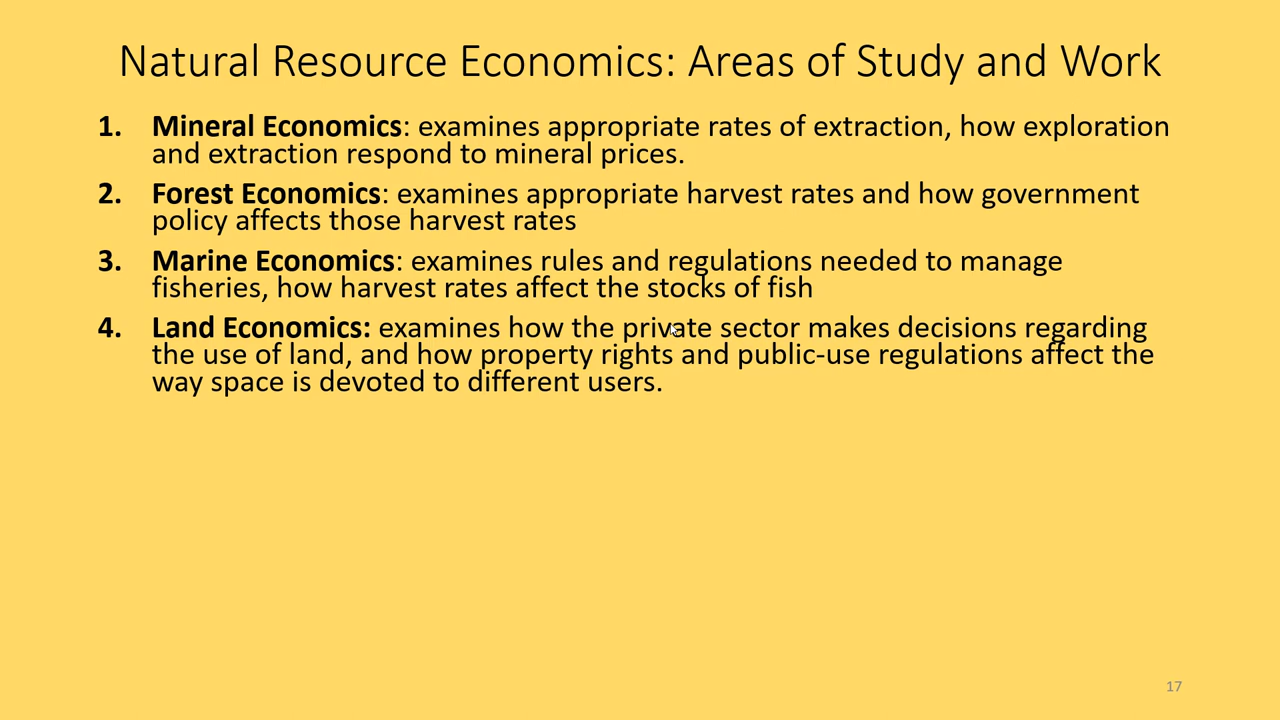 Natural Resource Economics: Areas of Study and Work
1. Mineral Economics: examines appropriate rates of extraction, how exploration
and extraction respond to mineral prices.
2. Forest Economics: examines appropriate harvest rates and how government
policy affects those harvest rates
3. Marine Economics: examines rules and regulations needed to manage
fisheries, how harvest rates affect the stocks of fish
4. Land Economics: examines how the private sector makes decisions regarding
the use of land, and how property rights and public-use regulations affect the
way space is devoted to different users.
17